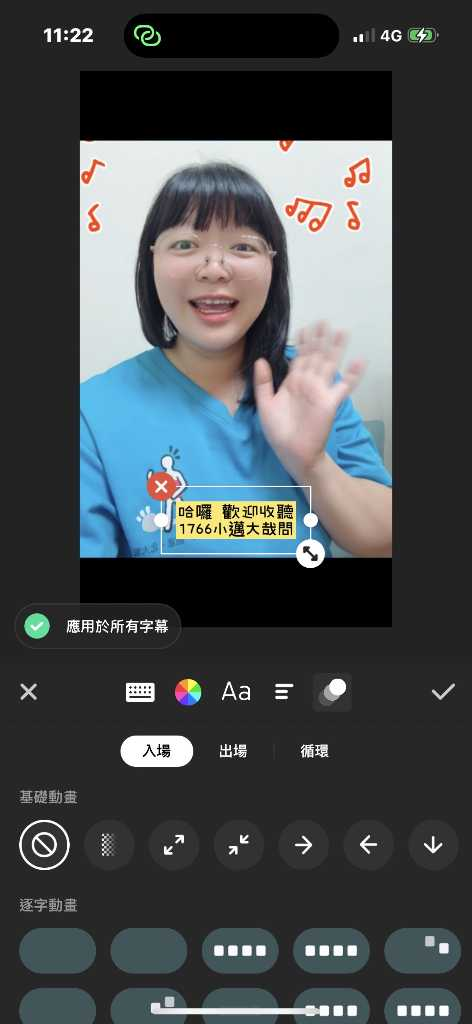 11:22
4G
哈囉 歡迎收聽
1766小邁大哉問
應用於所有字幕
Aa
入場
出場
循環
基礎動畫
逐字動畫